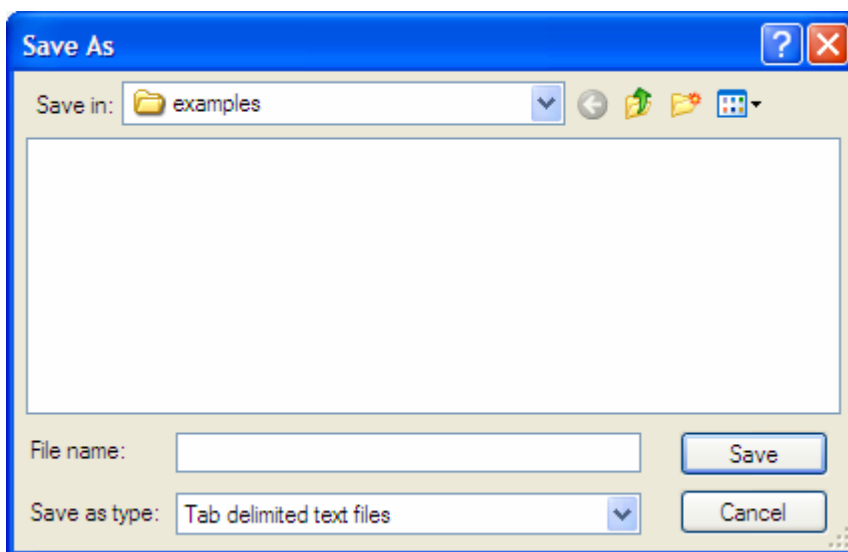 Save As
Save in: examples
File name:
Save
Save as type: Tab delimited text files
Cancel